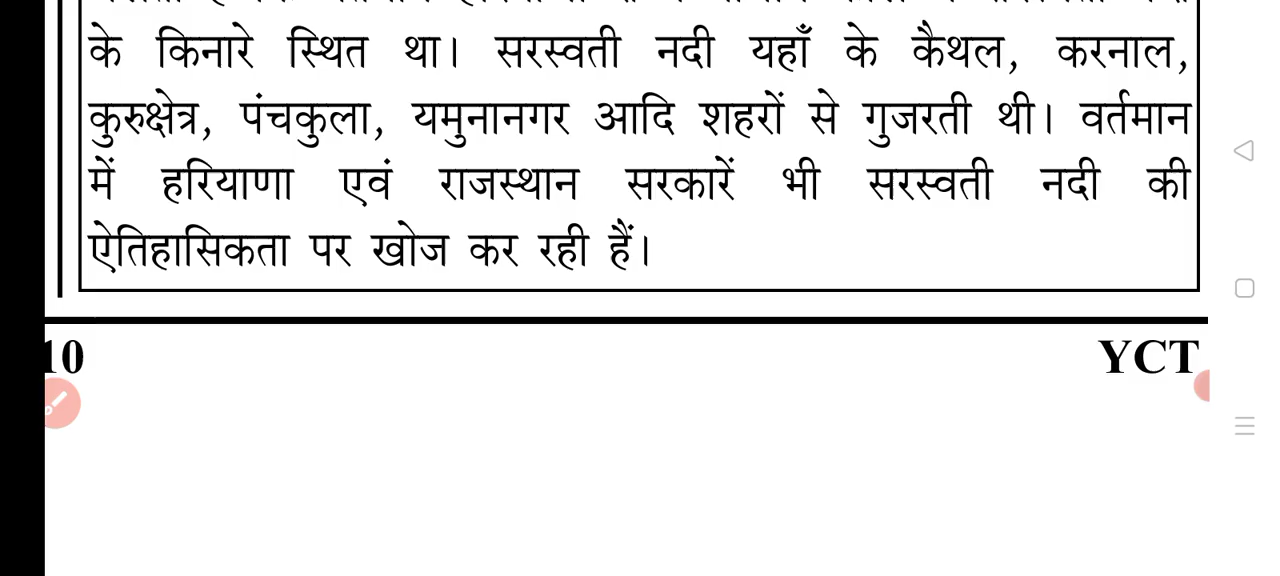 के किनारे स्थित था। सरस्वती नदी यहाँ के कैथल, करनाल,
कुरुक्षेत्र, पंचकुला, यमुनानगर आदि शहरों से गुजरती थी। वर्तमान
में हरियाणा एवं राजस्थान सरकारें भी सरस्वती नदी की
ऐतिहासिकता पर खोज कर रही हैं।
10
YCT